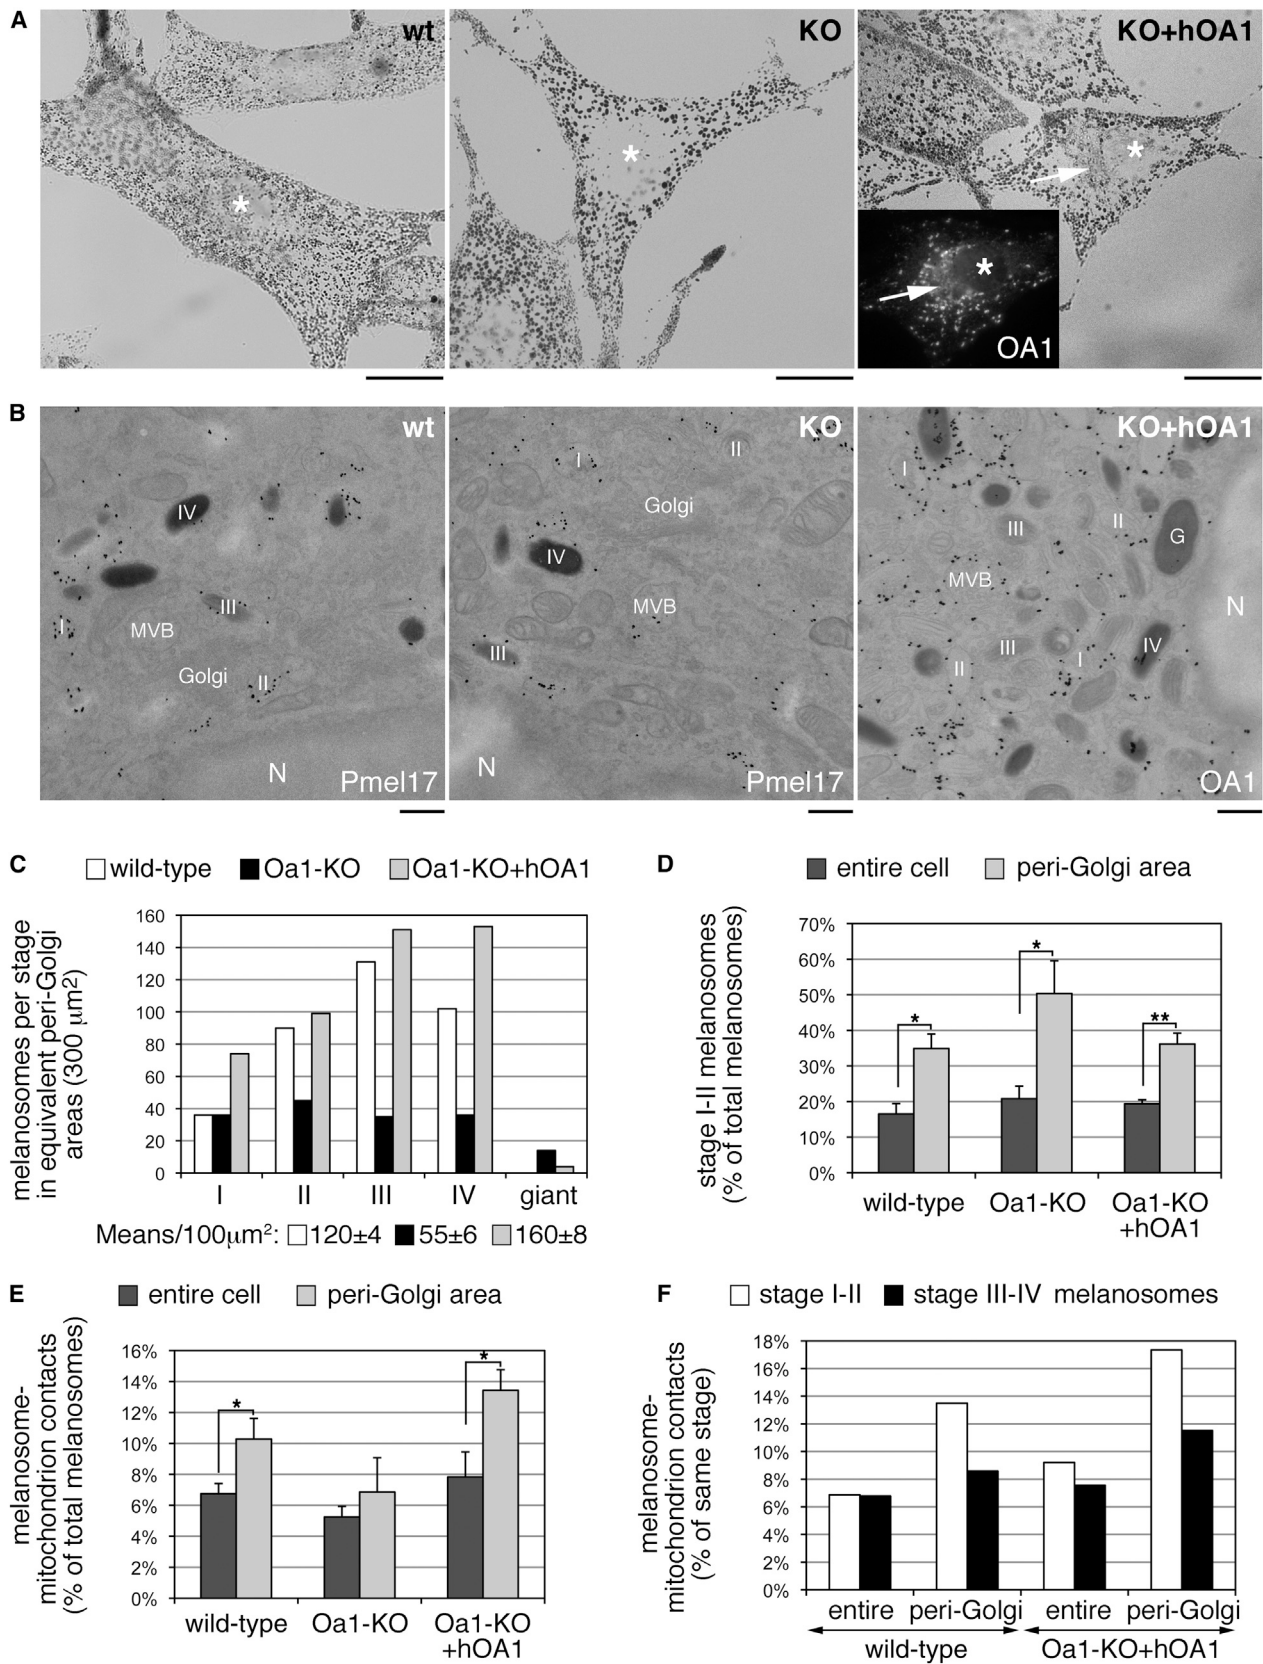 A
wt
KO
KO+hOA1
*
*
*
*
OA1
B
wt
KO
KO+hOA1
IV
III
I
MVB
Golgi
II
N
Pmel17
I
II
Golgi
IV
MVB
III
N
Pmel17
I
III
II
G
MVB
N
III
IV
II
I
OA1
C
wild-type Oa1-KO Oa1-KO+hOA1
melanosomes per stage
in equivalent peri-Golgi
areas (300 μm2)
160
140
120
100
80
60
40
20
0
I II III IV giant
Means/100μm²: 120±4 55±6 160±8
D
entire cell peri-Golgi area
stage I-II melanosomes
(% of total melanosomes)
70%
60%
50%
40%
30%
20%
10%
0%
* * **
wild-type Oa1-KO Oa1-KO
+hOA1
E
entire cell peri-Golgi area
melanosome-
mitochondrion contacts
(% of total melanosomes)
16%
14%
12%
10%
8%
6%
4%
2%
0%
* *
wild-type Oa1-KO Oa1-KO
+hOA1
F
stage I-II stage III-IV melanosomes
melanosome-
mitochondrion contacts
(% of same stage)
18%
16%
14%
12%
10%
8%
6%
4%
2%
0%
entire peri-Golgi entire peri-Golgi
wild-type Oa1-KO+hOA1